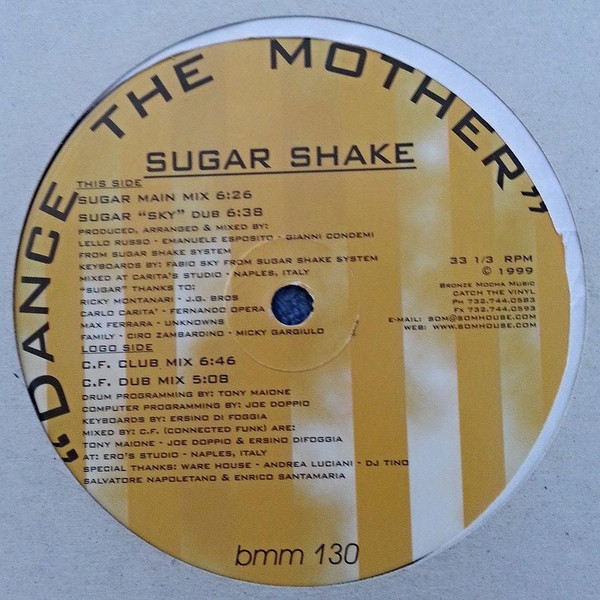 "DANCE THE MOTHER"
SUGAR SHAKE
THIS SIDE
SUGAR MAIN MIX 6:26
SUGAR "SKY" DUB 6:38
PRODUCED, ARRANGED & MIXED BY:
LELLO RUSSO - EMANUELE ESPOSITO - GIANNI CONDEMI
FROM SUGAR SHAKE SYSTEM
KEYBOARDS BY: FABIO SKY FROM SUGAR SHAKE SYSTEM
MIXED AT CARITA'S STUDIO - NAPLES, ITALY
"SUGAR" THANKS TO:
RICKY MONTANARI - J.G. BROS
CARLO CARITA' - FERNANDO OPERA
MAX FERRARA - UNKNOWNS
FAMILY - CIRO ZAMBARDINO - MICKY GARGIULO
LOGO SIDE
C.F. CLUB MIX 6:46
C.F. DUB MIX 5:08
DRUM PROGRAMMING BY: TONY MAIONE
COMPUTER PROGRAMMING BY: JOE DOPPIO
KEYBOARDS BY: ERSINO DI FOGGIA
MIXED BY: C.F. (CONNECTED FUNK) ARE:
TONY MAIONE - JOE DOPPIO & ERSINO DIFOGGIA
AT: ERO'S STUDIO - NAPLES, ITALY
SPECIAL THANKS: WARE HOUSE - ANDREA LUCIANI - DJ TINO
SALVATORE NAPOLETANO & ENRICO SANTAMARIA
33 1/3 RPM
© 1999
BRONZE MOCHA MUSIC
CATCH THE VINYL
PH 732.744.0583
FX 732.744.0593
E-MAIL: BOM@BOMHOUSE.COM
WEB: WWW.BOMHOUSE.COM
bmm 130